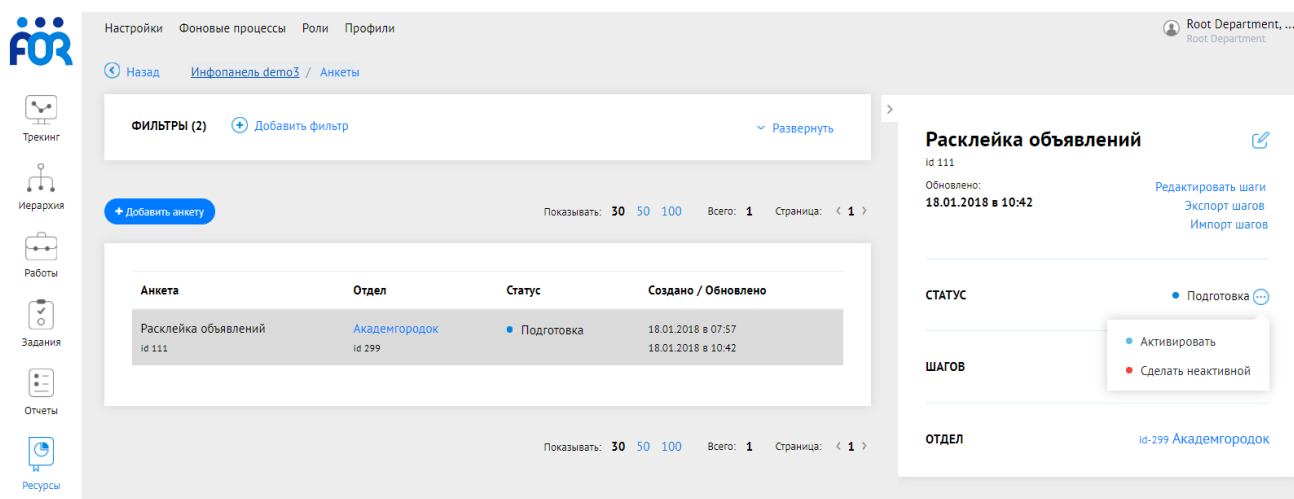 FOR
Настройки Фоновые процессы Роли Профили
Root Department, ...
Root Department
Назад Инфопанель demo3 / Анкеты
Трекинг
Иерархия
Работы
Задания
Отчеты
Ресурсы
ФИЛЬТРЫ (2) Добавить фильтр Развернуть
+ Добавить анкету Показывать: 30 50 100 Всего: 1 Страница: < 1 >
Анкета Отдел Статус Создано / Обновлено
Расклейка объявлений Академгородок Подготовка 18.01.2018 в 07:57
id 111 id 299 18.01.2018 в 10:42
Показывать: 30 50 100 Всего: 1 Страница: < 1 >
Расклейка объявлений
id 111
Обновлено:
18.01.2018 в 10:42
Редактировать шаги
Экспорт шагов
Импорт шагов
СТАТУС Подготовка
Активировать
Сделать неактивной
ШАГОВ
ОТДЕЛ id-299 Академгородок